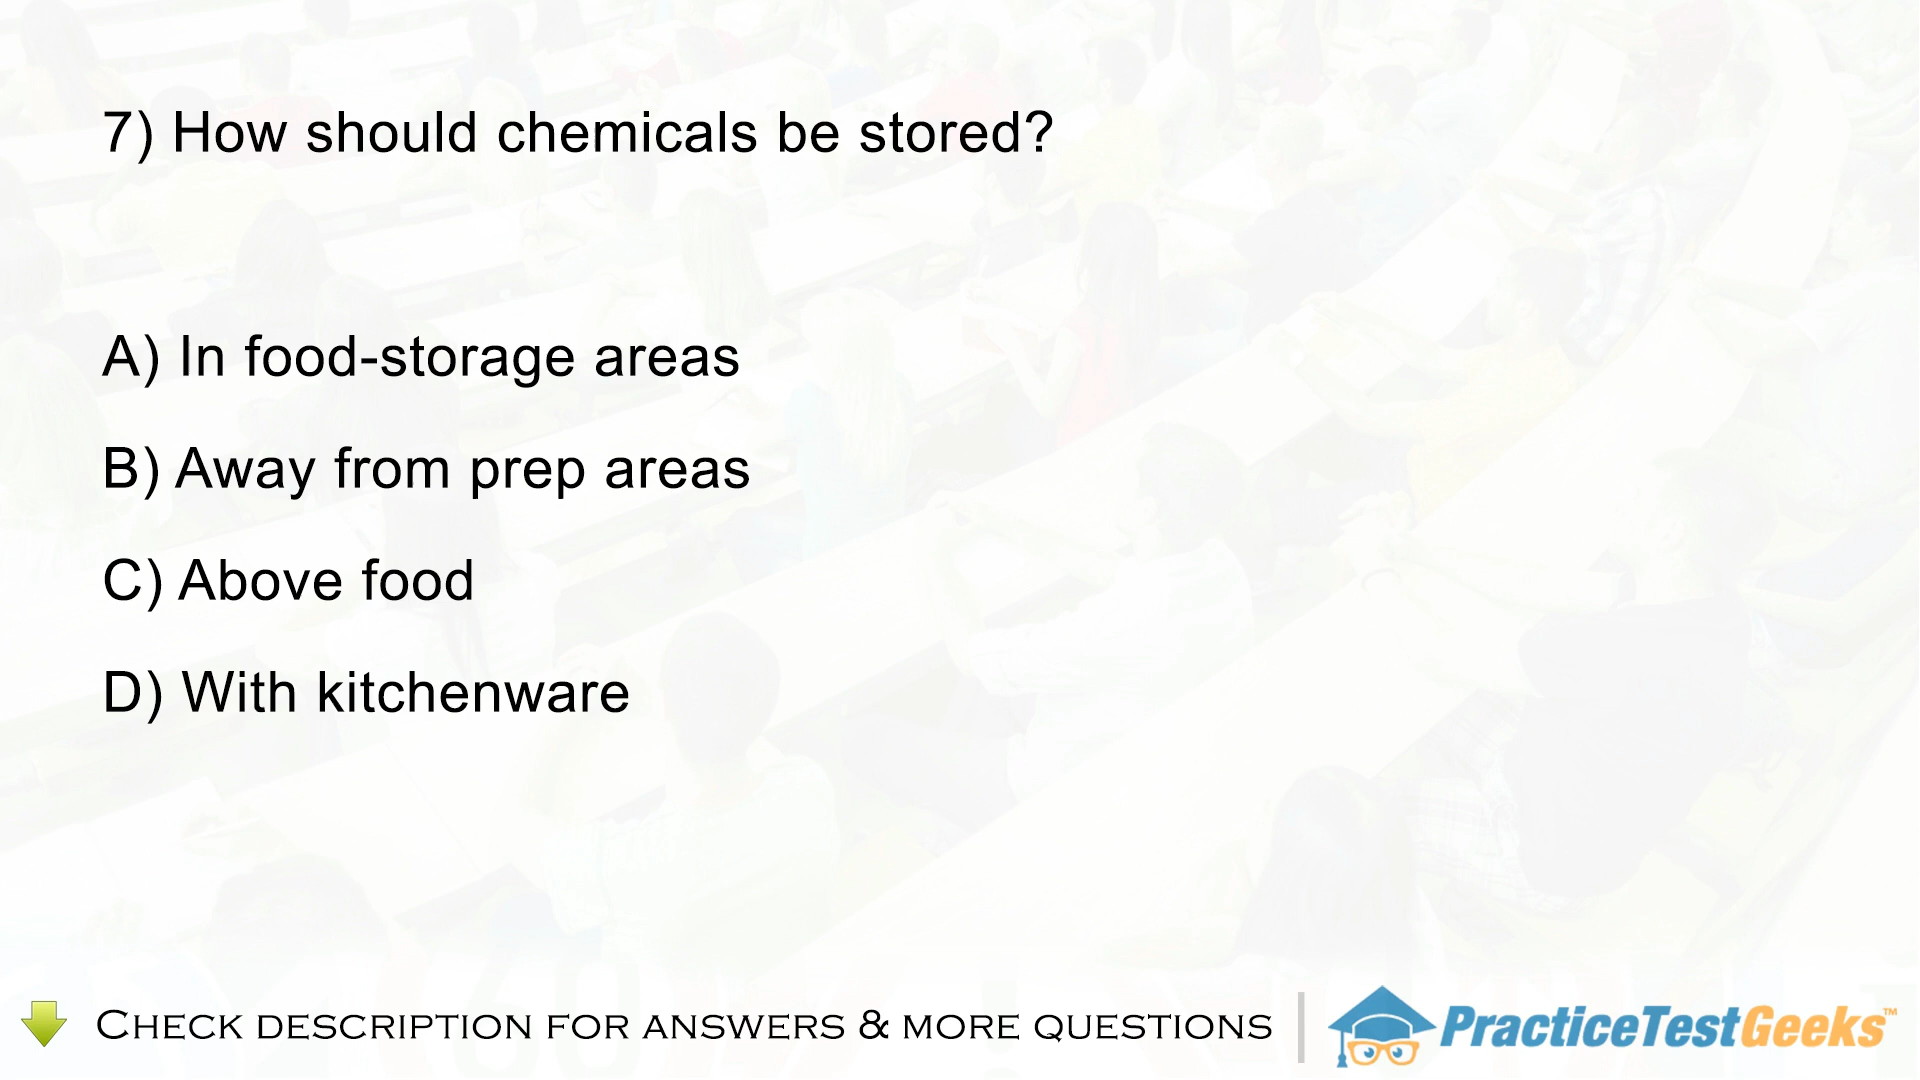 7) How should chemicals be stored?
A) In food-storage areas
B) Away from prep areas
C) Above food
D) With kitchenware
Check description for answers & more questions
PracticeTestGeeks™